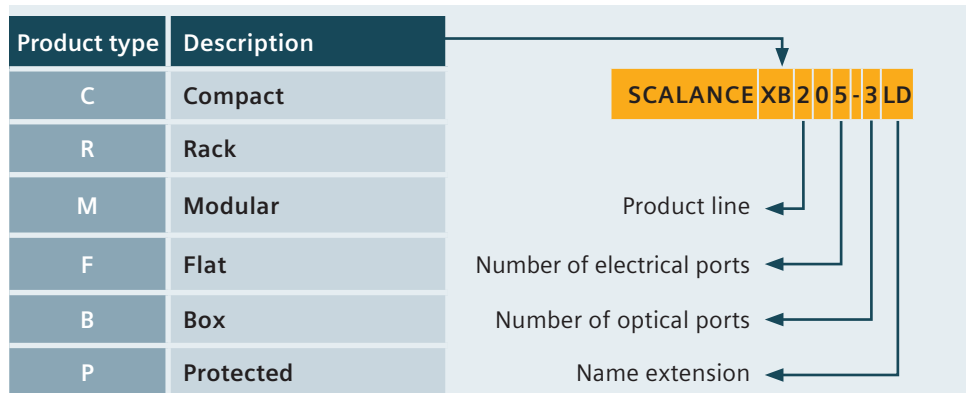 Product type Description
C Compact
R Rack
M Modular
F Flat
B Box
P Protected
SCALANCE XB 2 0 5 - 3 LD
Product line
Number of electrical ports
Number of optical ports
Name extension